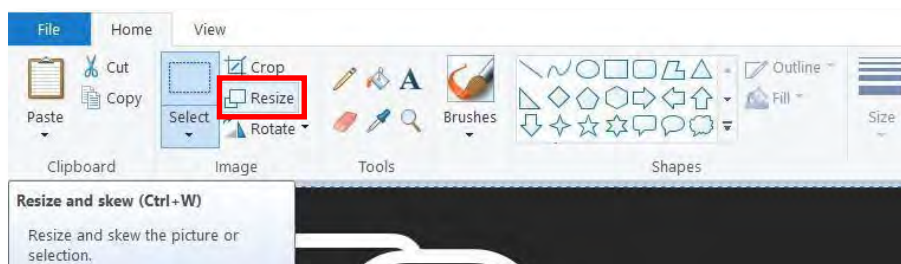 File Home View
Cut Crop Outline
Copy Resize Fill
Paste Select Rotate Brushes Size
Clipboard Image Tools Shapes
Resize and skew (Ctrl+W)
Resize and skew the picture or
selection.